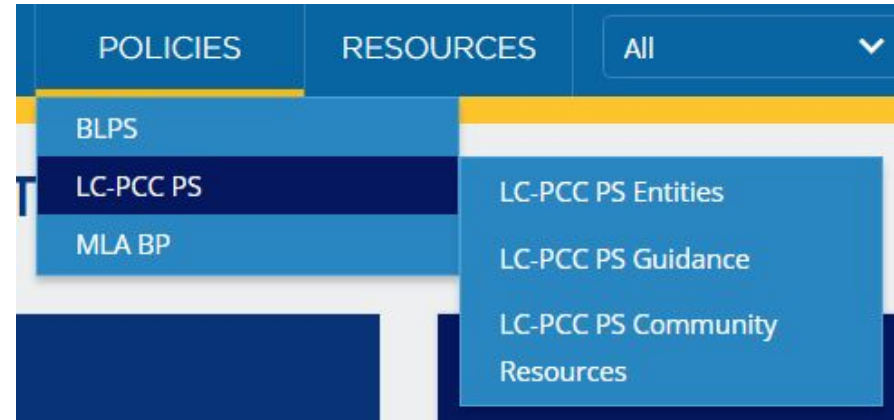 POLICIES
RESOURCES
All
BLPS
LC-PCC PS
MLA BP
LC-PCC PS Entities
LC-PCC PS Guidance
LC-PCC PS Community
Resources
T